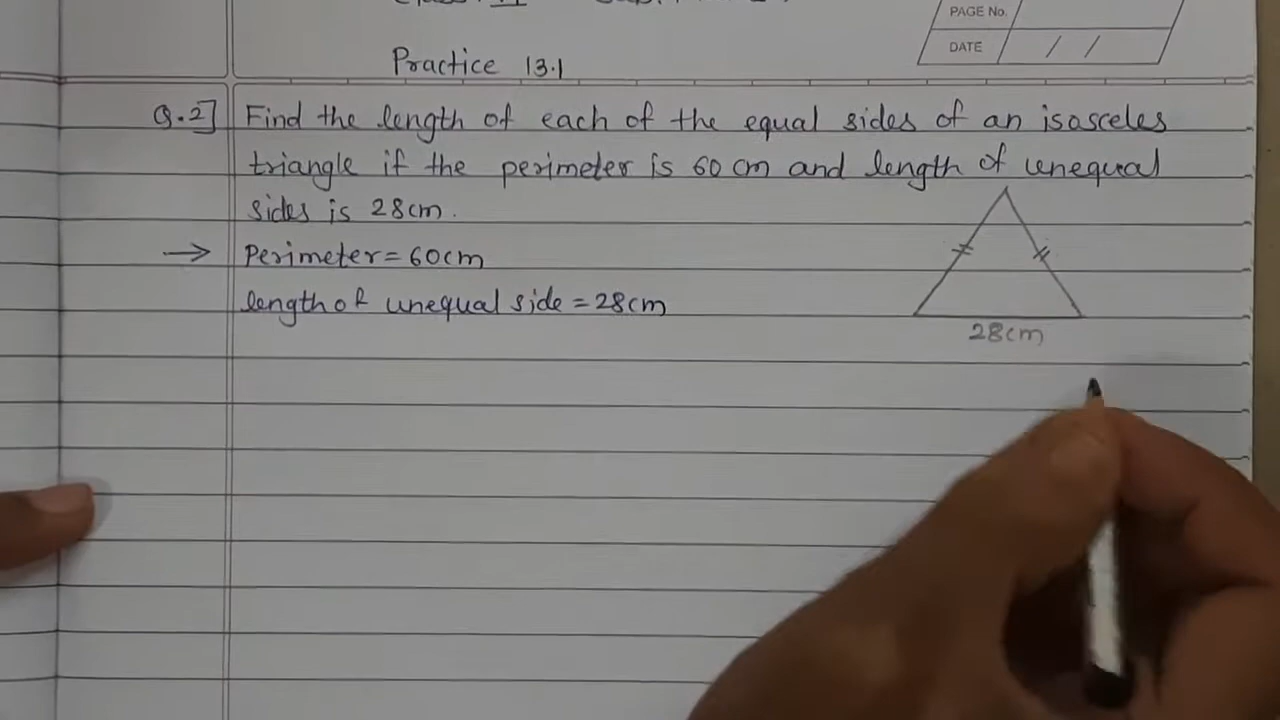 PAGE No.
DATE / /
Practice 13.1
Q.2] Find the length of each of the equal sides of an isosceles
triangle if the perimeter is 60 cm and length of unequal
sides is 28cm.
→ Perimeter = 60cm
length of unequal side = 28cm
28cm